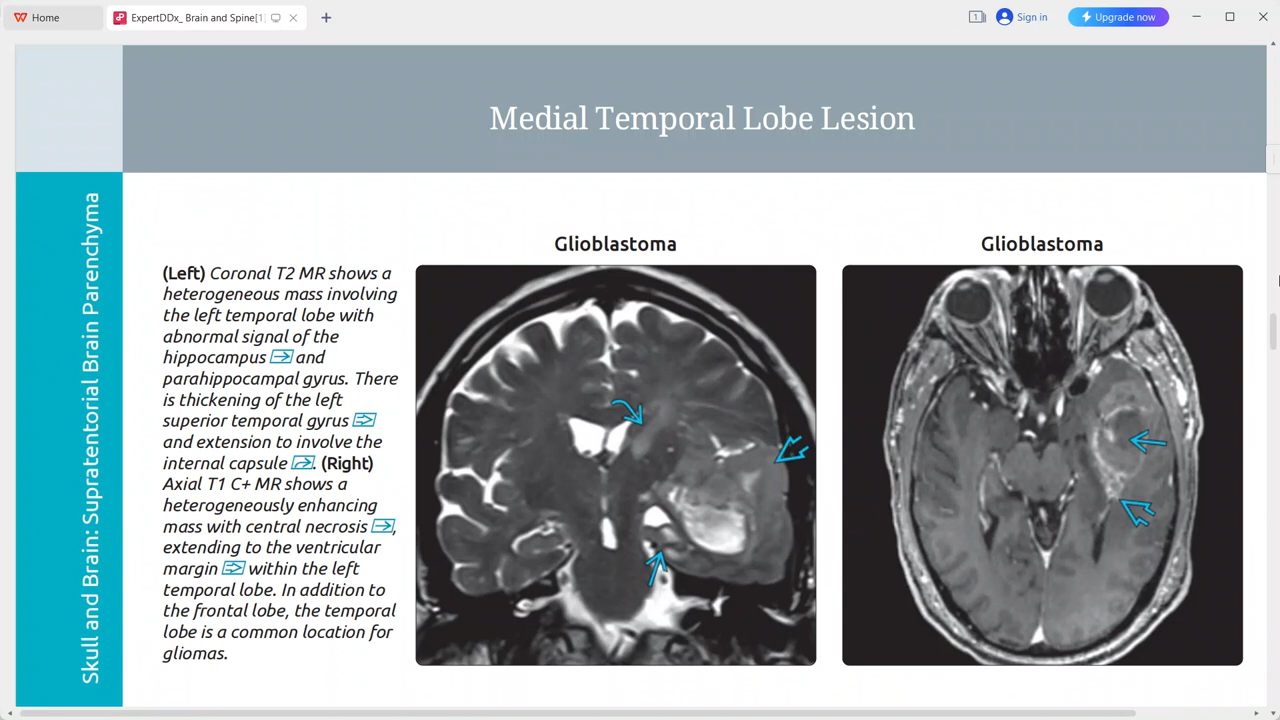 Home
ExpertDDx_ Brain and Spine[1]
1
Sign in
Upgrade now
Medial Temporal Lobe Lesion
Skull and Brain: Supratentorial Brain Parenchyma
Glioblastoma
Glioblastoma
(Left) Coronal T2 MR shows a
heterogeneous mass involving
the left temporal lobe with
abnormal signal of the
hippocampus and
parahippocampal gyrus. There
is thickening of the left
superior temporal gyrus
and extension to involve the
internal capsule . (Right)
Axial T1 C+ MR shows a
heterogeneously enhancing
mass with central necrosis ,
extending to the ventricular
margin within the left
temporal lobe. In addition to
the frontal lobe, the temporal
lobe is a common location for
gliomas.